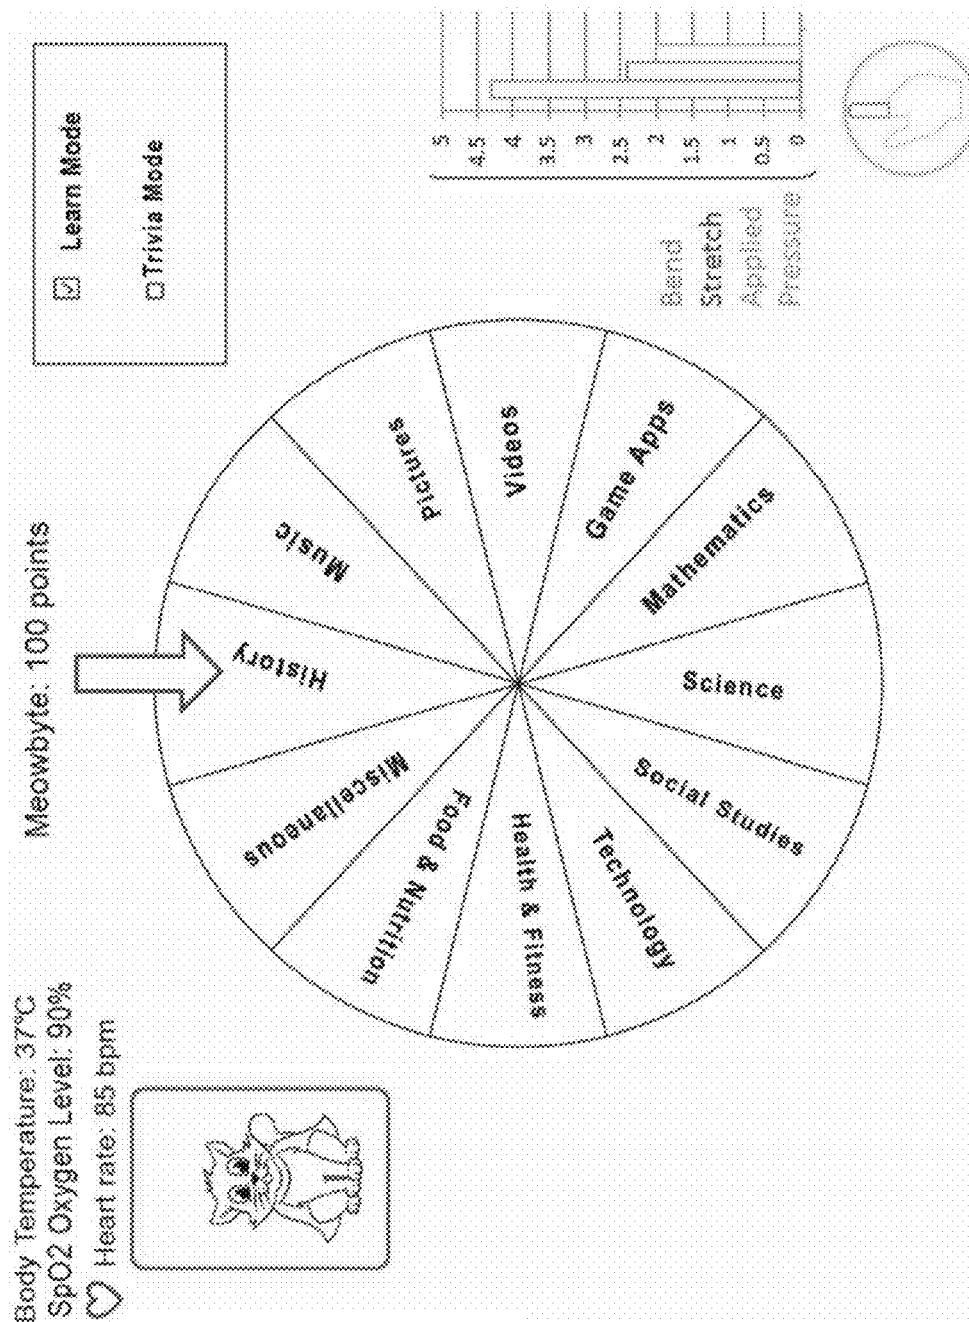 Body Temperature: 37°C
SpO2 Oxygen Level: 90%
Heart rate: 85 bpm
Meowbyte: 100 points
Learn Mode
Trivia Mode
History
Music
Pictures
Videos
Game Apps
Mathematics
Science
Social Studies
Technology
Health & Fitness
Food & Nutrition
Miscellaneous
Bend
Stretch
Applied
Pressure
5
4.5
4
3.5
3
2.5
2
1.5
1
0.5
0